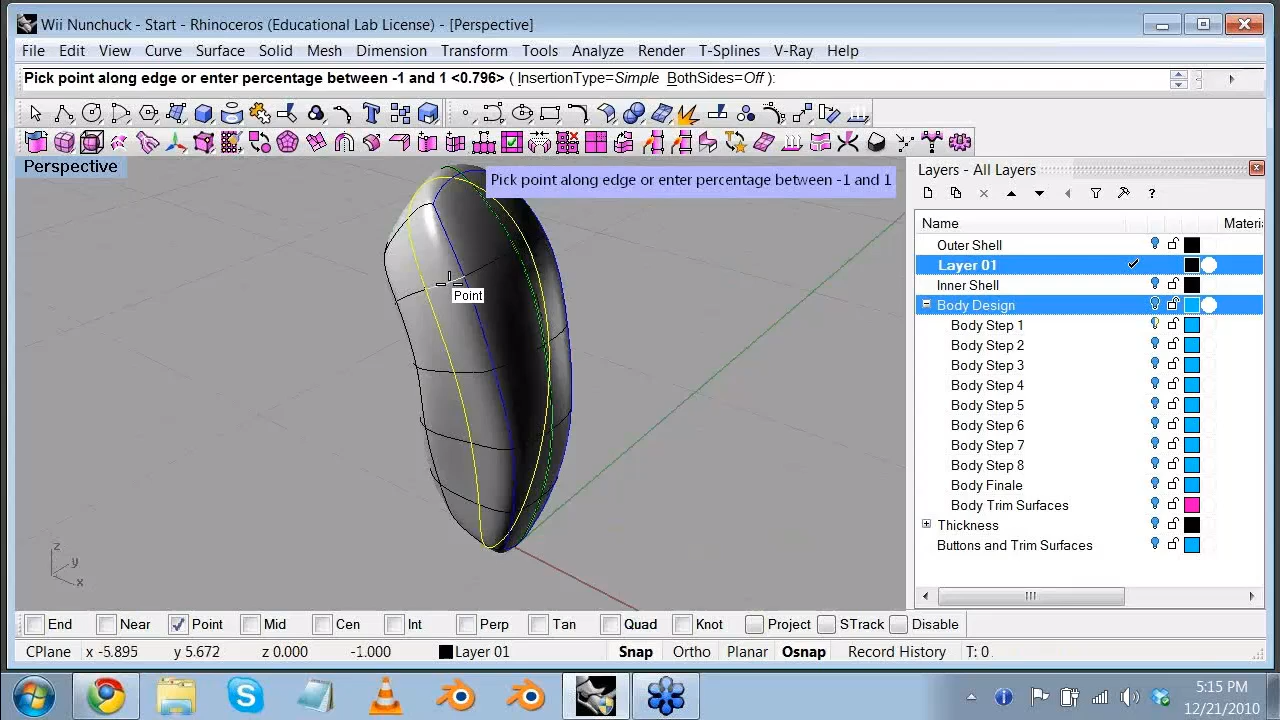 Wii Nunchuck - Start - Rhinoceros (Educational Lab License) - [Perspective]
File Edit View Curve Surface Solid Mesh Dimension Transform Tools Analyze Render T-Splines V-Ray Help
Pick point along edge or enter percentage between -1 and 1 <0.796> ( InsertionType=Simple BothSides=Off ):
Perspective
Pick point along edge or enter percentage between -1 and 1
Point
z
y
x
Layers - All Layers
Name Materi
Outer Shell
Layer 01
Inner Shell
Body Design
Body Step 1
Body Step 2
Body Step 3
Body Step 4
Body Step 5
Body Step 6
Body Step 7
Body Step 8
Body Finale
Body Trim Surfaces
Thickness
Buttons and Trim Surfaces
End Near Point Mid Cen Int Perp Tan Quad Knot Project STrack Disable
CPlane x -5.895 y 5.672 z 0.000 -1.000 Layer 01 Snap Ortho Planar Osnap Record History T: 0
5:15 PM
12/21/2010